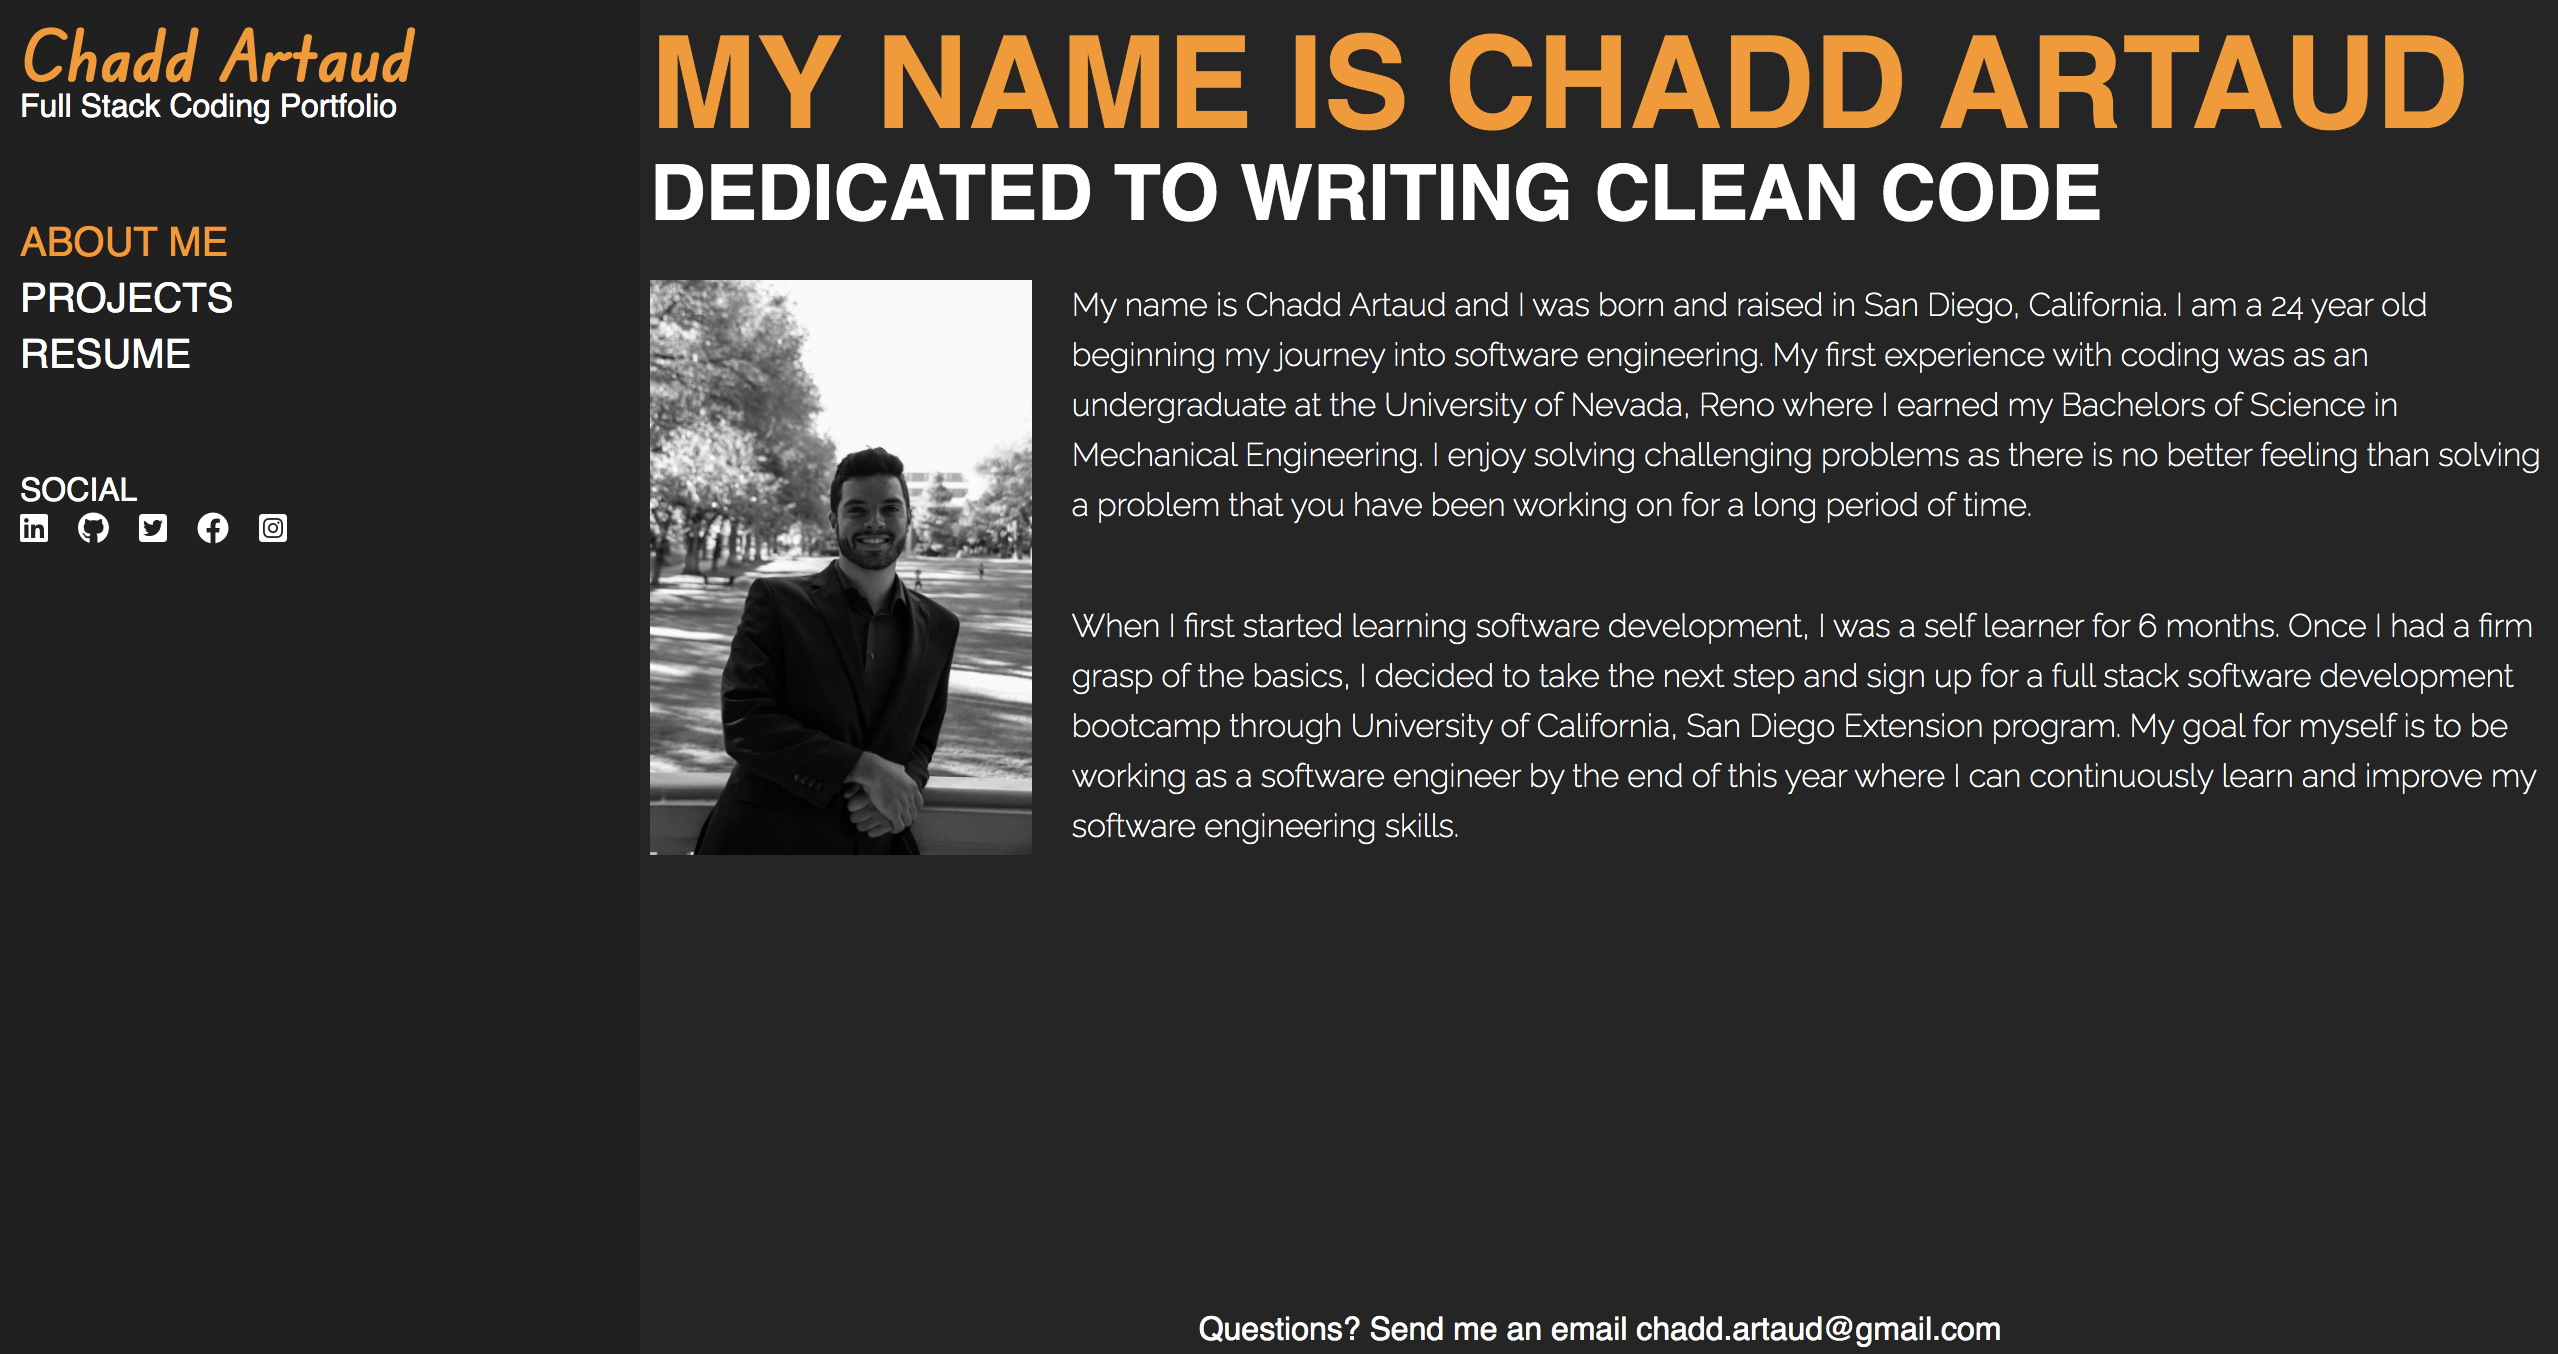 Chadd Artaud
Full Stack Coding Portfolio
ABOUT ME
PROJECTS
RESUME
SOCIAL
MY NAME IS CHADD ARTAUD
DEDICATED TO WRITING CLEAN CODE
My name is Chadd Artaud and I was born and raised in San Diego, California. I am a 24 year old
beginning my journey into software engineering. My first experience with coding was as an
undergraduate at the University of Nevada, Reno where I earned my Bachelors of Science in
Mechanical Engineering. I enjoy solving challenging problems as there is no better feeling than solving
a problem that you have been working on for a long period of time.
When I first started learning software development, I was a self learner for 6 months. Once I had a firm
grasp of the basics, I decided to take the next step and sign up for a full stack software development
bootcamp through University of California, San Diego Extension program. My goal for myself is to be
working as a software engineer by the end of this year where I can continuously learn and improve my
software engineering skills.
Questions? Send me an email chadd.artaud@gmail.com